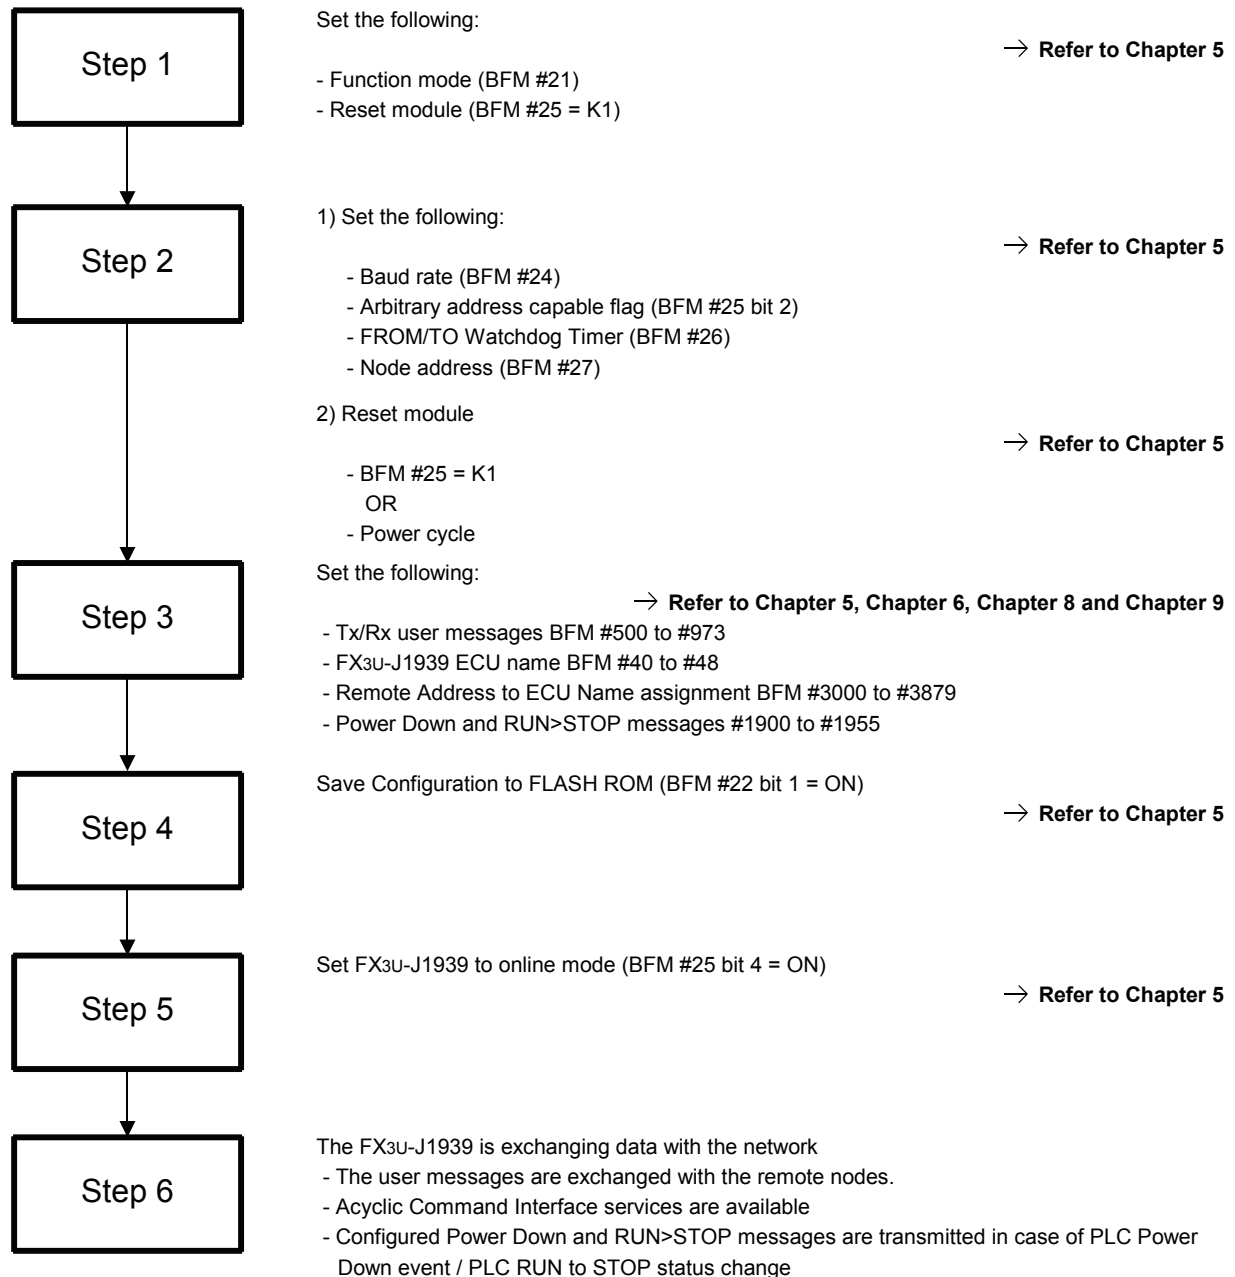 Step 1
Set the following:
→ Refer to Chapter 5
- Function mode (BFM #21)
- Reset module (BFM #25 = K1)
Step 2
1) Set the following:
→ Refer to Chapter 5
- Baud rate (BFM #24)
- Arbitrary address capable flag (BFM #25 bit 2)
- FROM/TO Watchdog Timer (BFM #26)
- Node address (BFM #27)
2) Reset module
→ Refer to Chapter 5
- BFM #25 = K1
OR
- Power cycle
Step 3
Set the following:
→ Refer to Chapter 5, Chapter 6, Chapter 8 and Chapter 9
- Tx/Rx user messages BFM #500 to #973
- FX3U-J1939 ECU name BFM #40 to #48
- Remote Address to ECU Name assignment BFM #3000 to #3879
- Power Down and RUN>STOP messages #1900 to #1955
Step 4
Save Configuration to FLASH ROM (BFM #22 bit 1 = ON)
→ Refer to Chapter 5
Step 5
Set FX3U-J1939 to online mode (BFM #25 bit 4 = ON)
→ Refer to Chapter 5
Step 6
The FX3U-J1939 is exchanging data with the network
- The user messages are exchanged with the remote nodes.
- Acyclic Command Interface services are available
- Configured Power Down and RUN>STOP messages are transmitted in case of PLC Power
Down event / PLC RUN to STOP status change